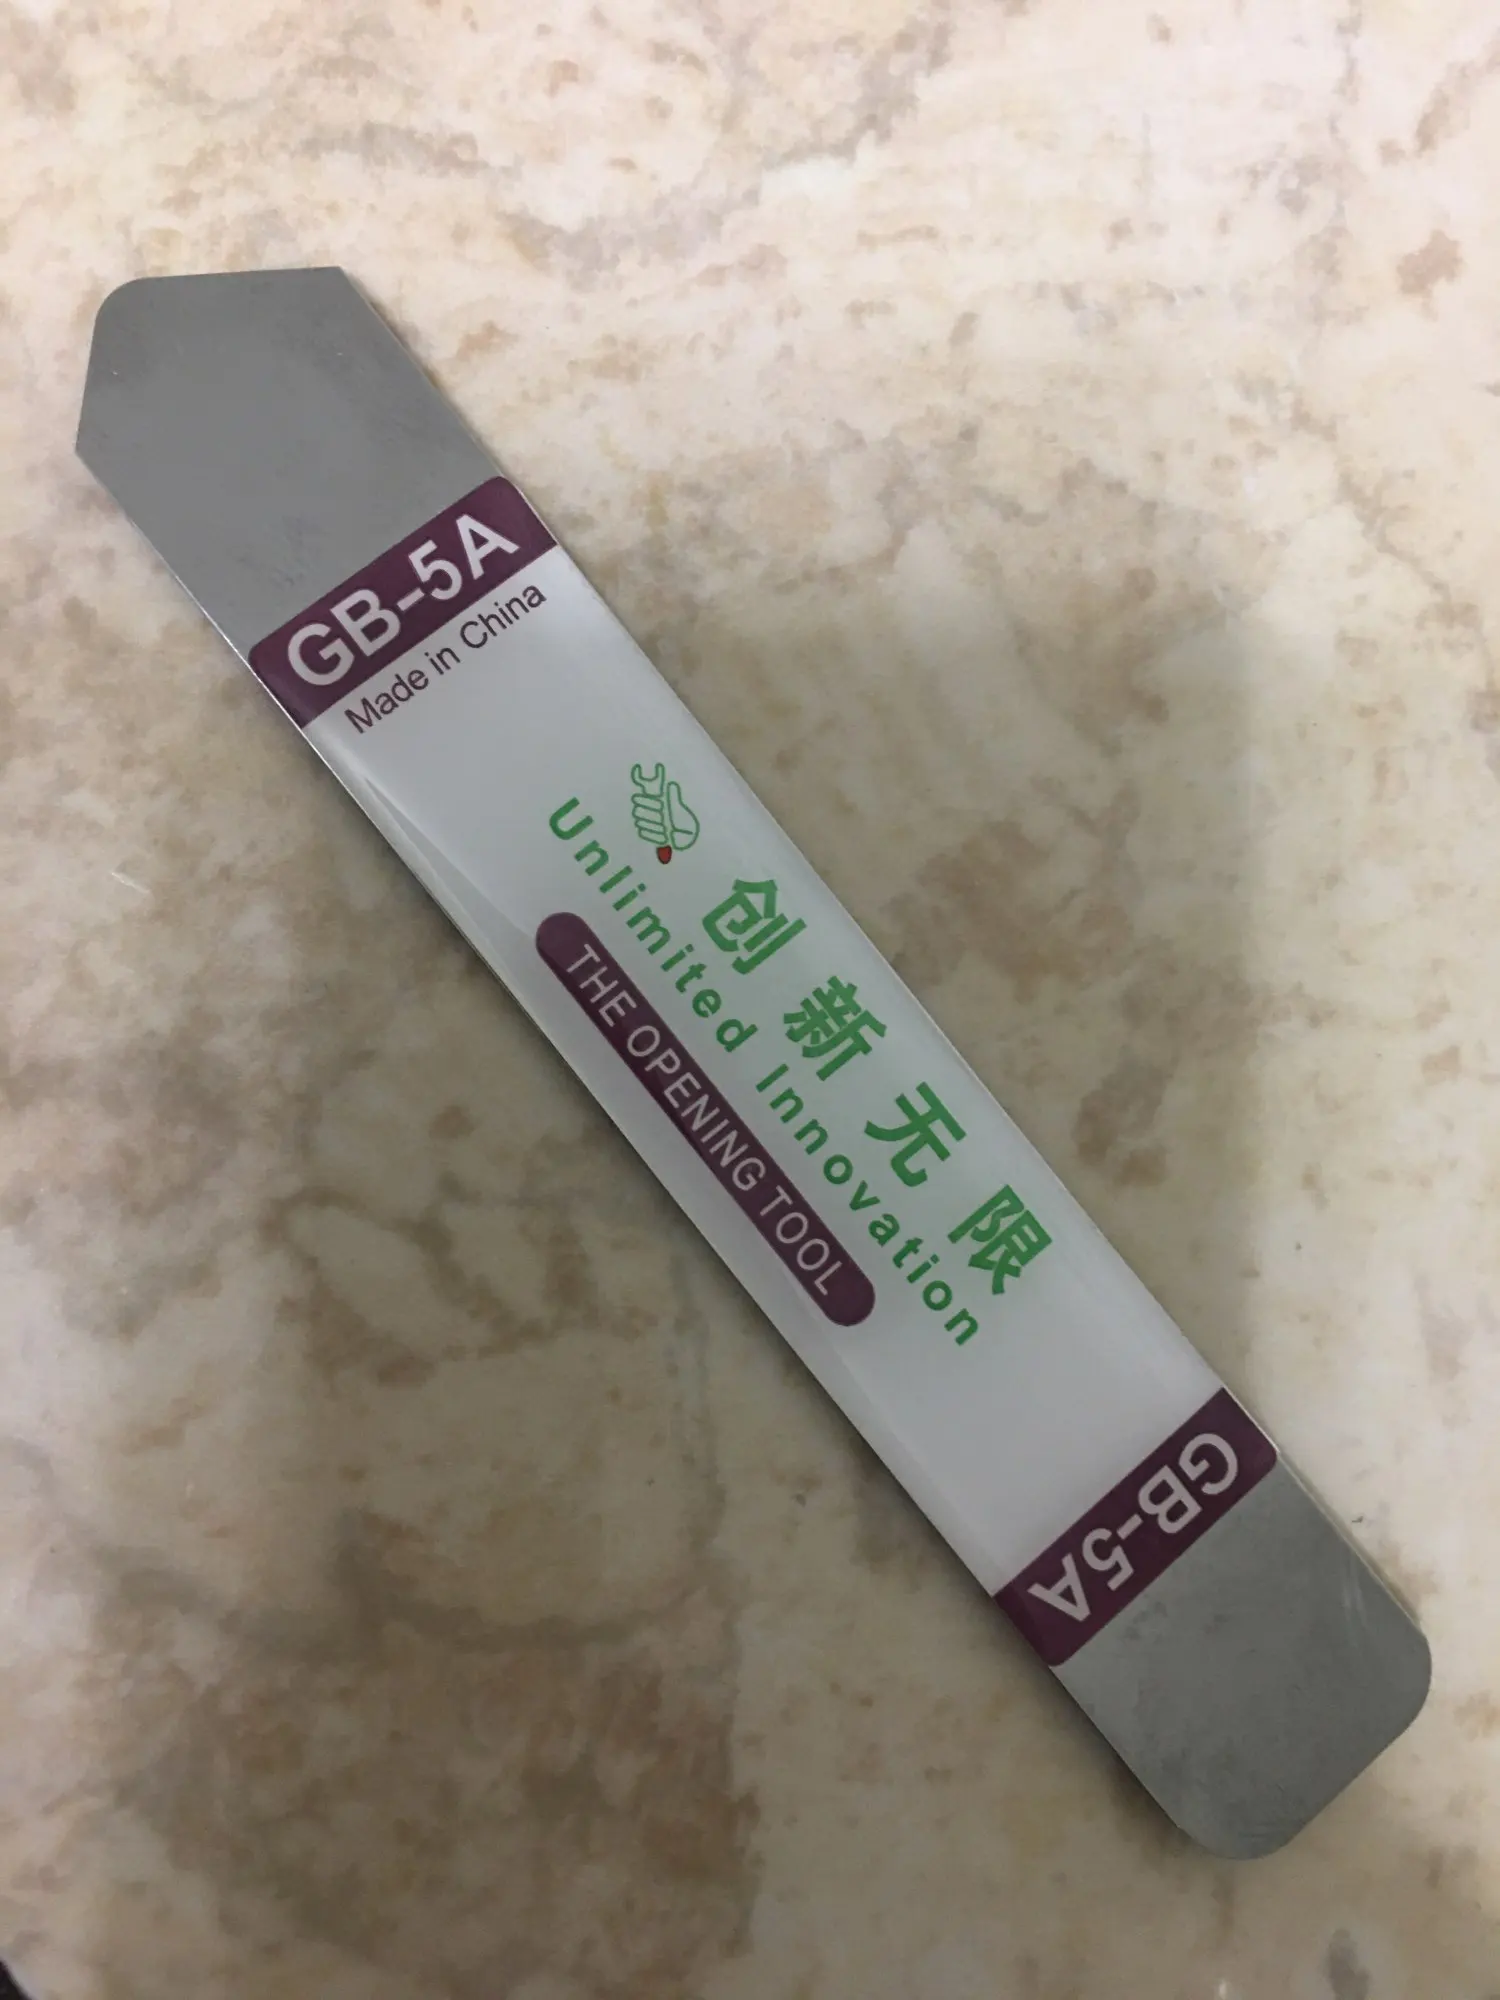 GB-5A
Made in China
创新无限
Unlimited Innovation
THE OPENING TOOL
GB-5A